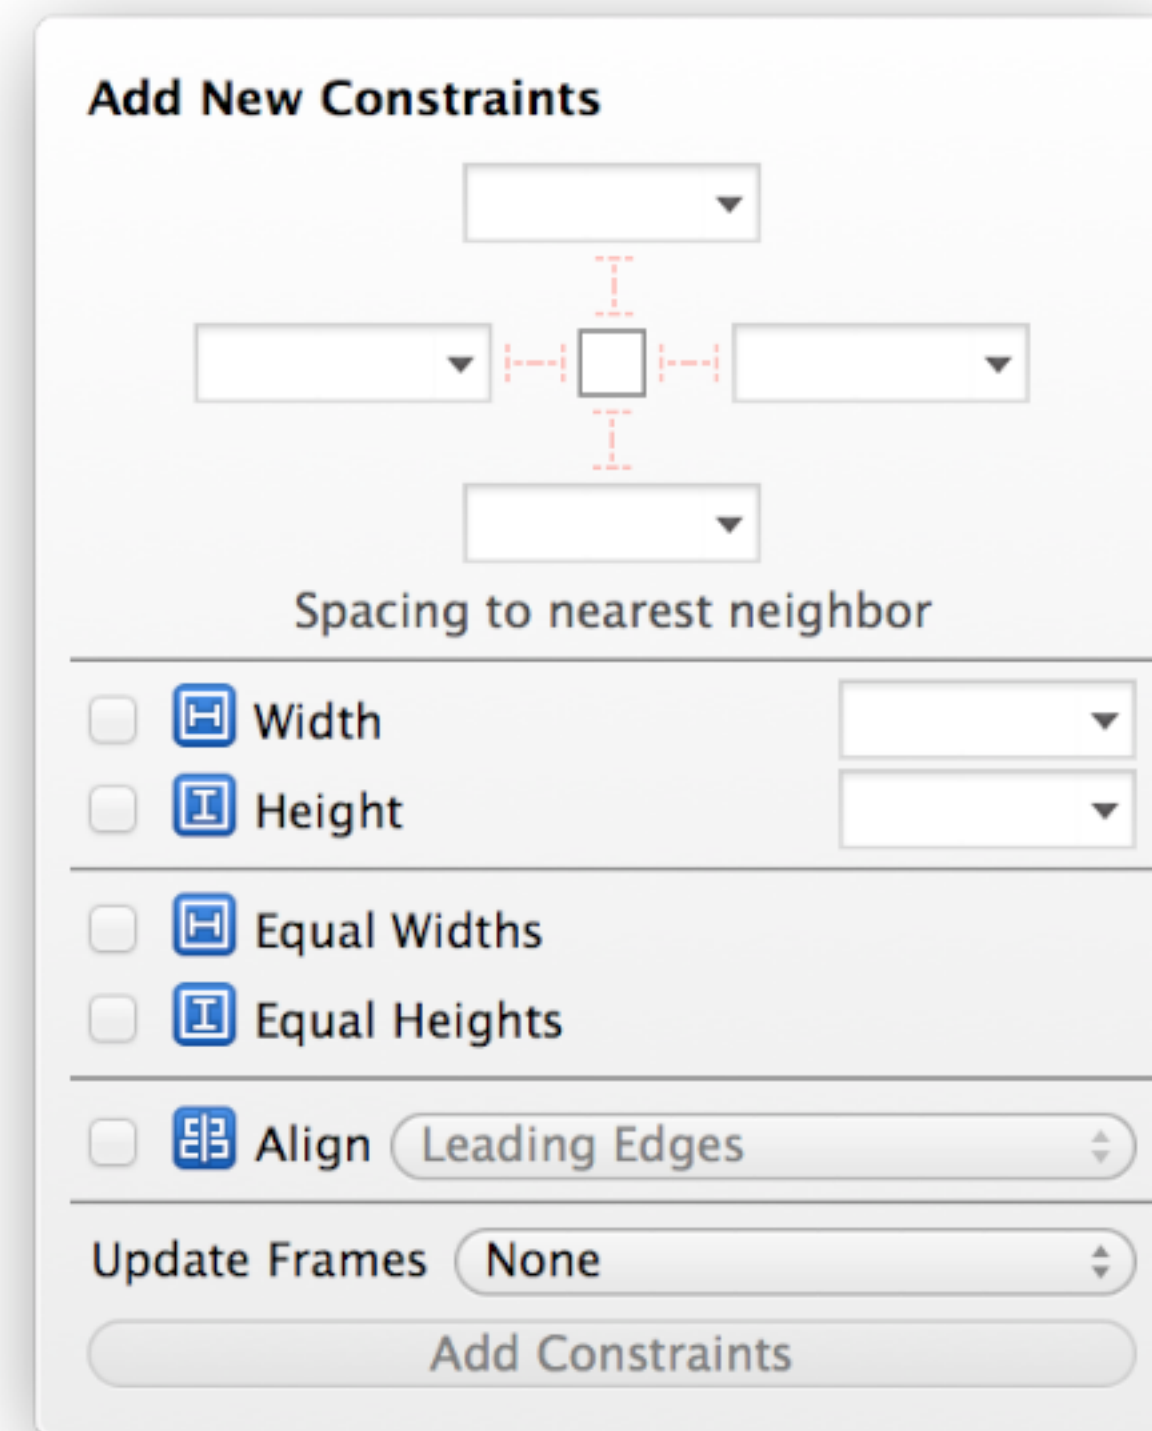 Add New Constraints
Spacing to nearest neighbor
Width
Height
Equal Widths
Equal Heights
Align Leading Edges
Update Frames None
Add Constraints